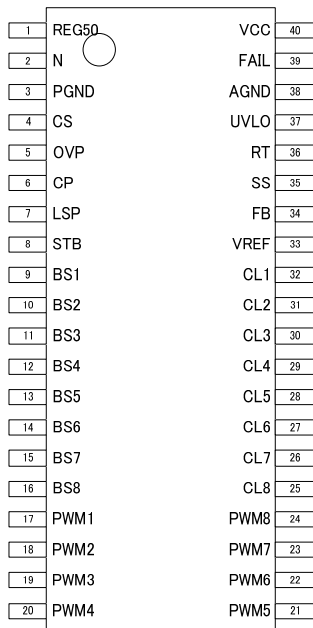 1 REG50 VCC 40
2 N FAIL 39
3 PGND AGND 38
4 CS UVLO 37
5 OVP RT 36
6 CP SS 35
7 LSP FB 34
8 STB VREF 33
9 BS1 CL1 32
10 BS2 CL2 31
11 BS3 CL3 30
12 BS4 CL4 29
13 BS5 CL5 28
14 BS6 CL6 27
15 BS7 CL7 26
16 BS8 CL8 25
17 PWM1 PWM8 24
18 PWM2 PWM7 23
19 PWM3 PWM6 22
20 PWM4 PWM5 21